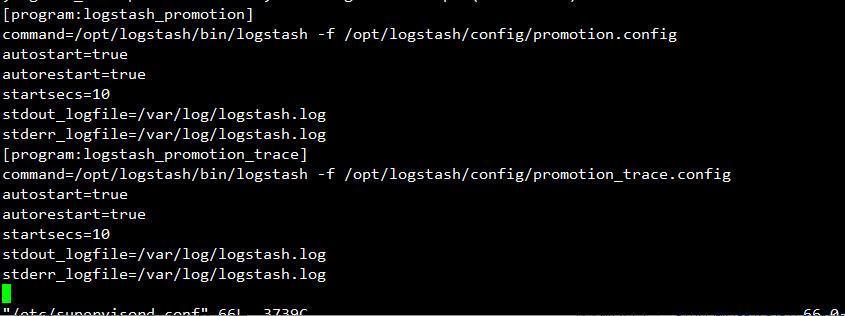 [program:logstash_promotion]
command=/opt/logstash/bin/logstash -f /opt/logstash/config/promotion.config
autostart=true
autorestart=true
startsecs=10
stdout_logfile=/var/log/logstash.log
stderr_logfile=/var/log/logstash.log
[program:logstash_promotion_trace]
command=/opt/logstash/bin/logstash -f /opt/logstash/config/promotion_trace.config
autostart=true
autorestart=true
startsecs=10
stdout_logfile=/var/log/logstash.log
stderr_logfile=/var/log/logstash.log
"/etc/supervisord.conf" 66L, 3739C 66,0-